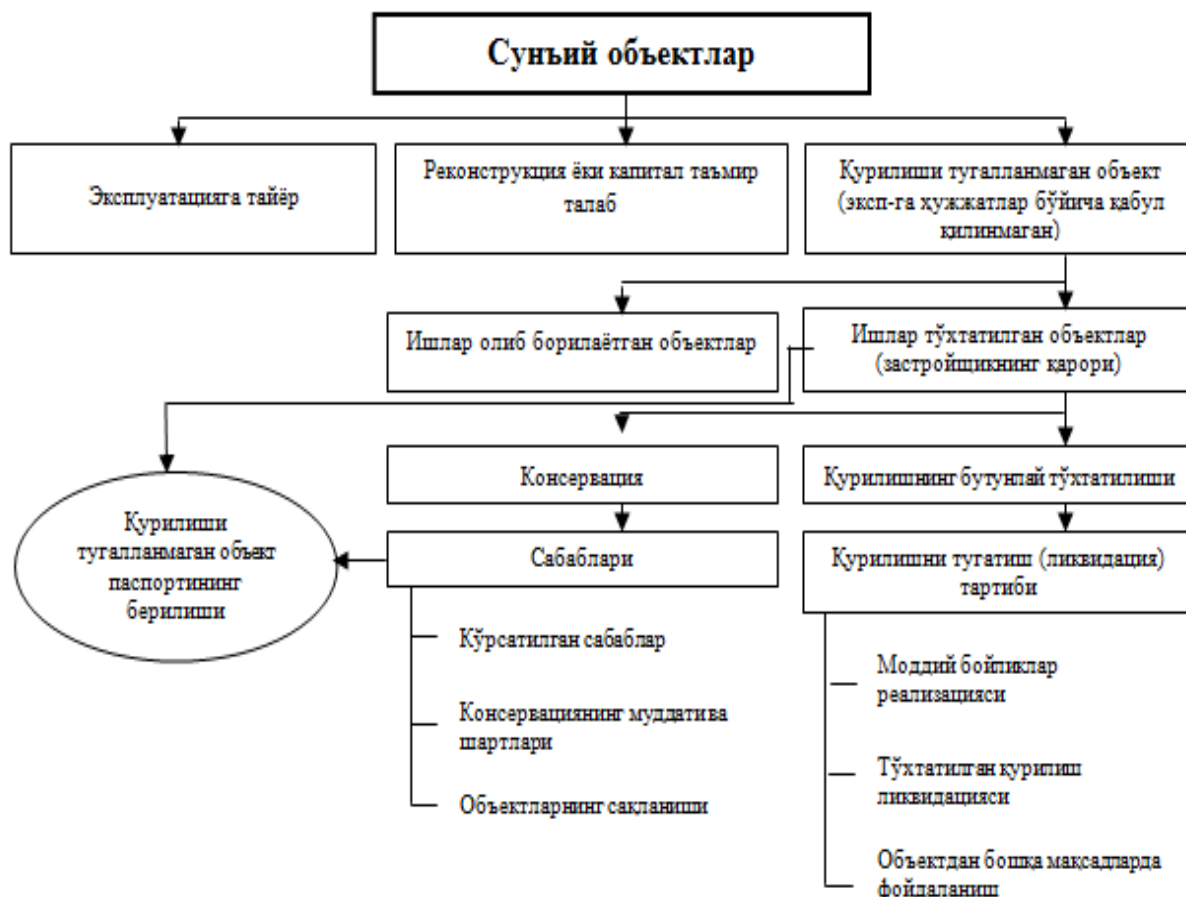 Сунъий объектлар
Эксплуатацияга тайёр
Реконструкция ёки капитал таъмир
талаб
Қурилиши тугалланмаган объект
(эксп-га ҳужжатлар бўйича қабул
қилинмаган)
Ишлар олиб борилаётган объектлар
Ишлар тўхтатилган объектлар
(застройщикнинг қарори)
Консервация
Қурилишнинг бутунлай тўхтатилиши
Қурилиши
тугалланмаган объект
паспортининг
берилиши
Сабаблари
Қурилишни тугатиш (ликвидация)
тартиби
Кўрсатилган сабаблар
Консервациянинг муддати ва
шартлари
Объектларнинг сақланиши
Моддий бойликлар
реализацияси
Тўхтатилган қурилиш
ликвидацияси
Объектдан бошқа мақсадларда
фойдаланиш